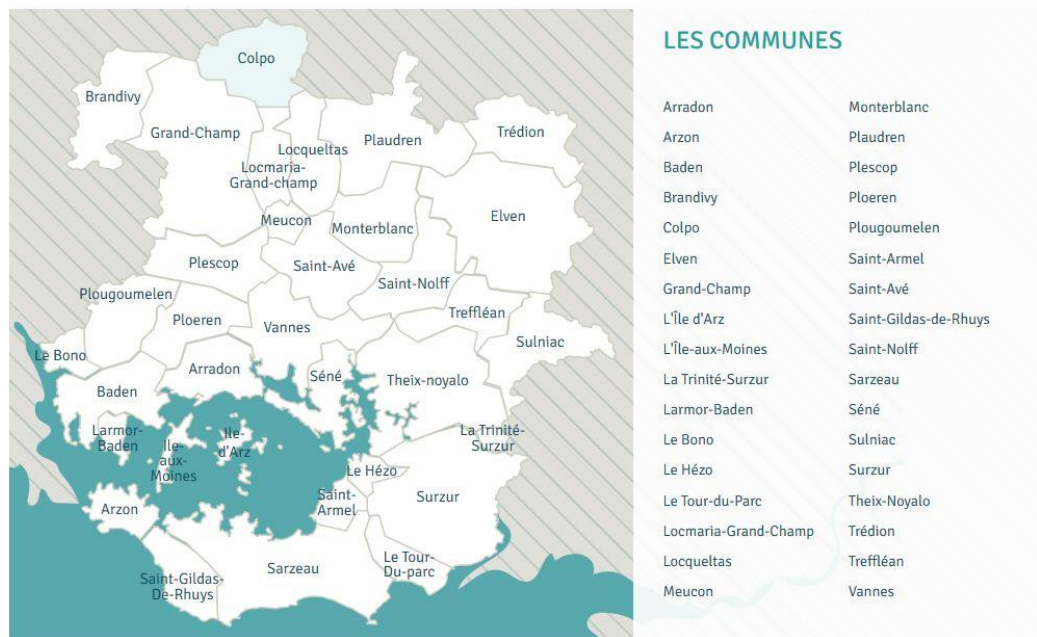 Colpo
Brandivy
Grand-Champ
Trédion
Plaudren
Locqueltas
Locmaria-
Grand-champ
Elven
Meucon
Monterblanc
Plescop
Saint-Avé
Saint-Nolff
Plougoumelen
Treffléan
Ploeren
Vannes
Sulniac
Le Bono
Arradon
Séné
Theix-noyalo
Baden
Larmor-
Baden
Ile-
aux-
Moines
Ile-
d'Arz
La Trinité-
Surzur
Le Hézo
Saint-
Armel
Surzur
Arzon
Le Tour-
Du-parc
Sarzeau
Saint-Gildas-
De-Rhuys
LES COMMUNES
Arradon
Arzon
Baden
Brandivy
Colpo
Elven
Grand-Champ
L'Île d'Arz
L'Île-aux-Moines
La Trinité-Surzur
Larmor-Baden
Le Bono
Le Hézo
Le Tour-du-Parc
Locmaria-Grand-Champ
Locqueltas
Meucon
Monterblanc
Plaudren
Plescop
Ploeren
Plougoumelen
Saint-Armel
Saint-Avé
Saint-Gildas-de-Rhuys
Saint-Nolff
Sarzeau
Séné
Sulniac
Surzur
Theix-Noyalo
Trédion
Treffléan
Vannes